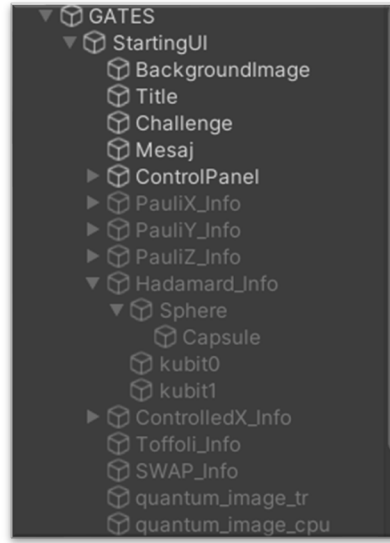 GATES
StartingUI
BackgroundImage
Title
Challenge
Mesaj
ControlPanel
PauliX_Info
PauliY_Info
PauliZ_Info
Hadamard_Info
Sphere
Capsule
kubit0
kubit1
ControlledX_Info
Toffoli_Info
SWAP_Info
quantum_image_tr
quantum_image_cpu